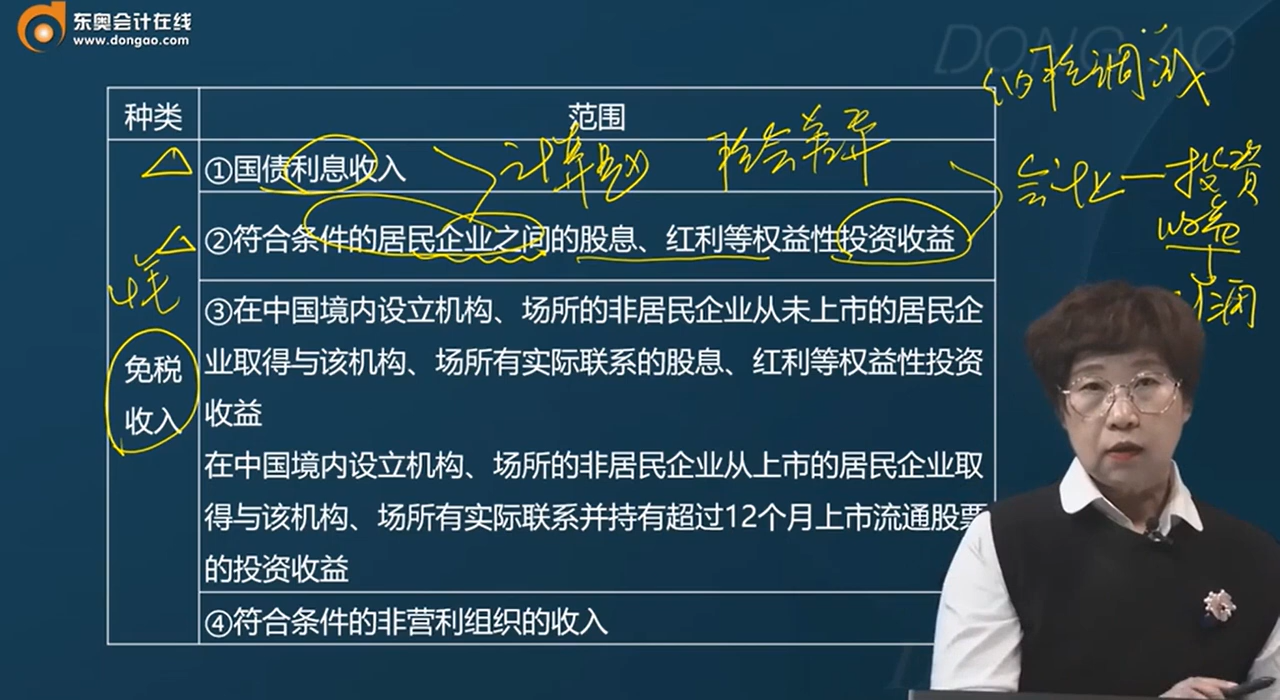 东奥会计在线
www.dongao.com
DONGAO
纳税调减
种类
范围
①国债利息收入
计算题
税会差异
会计上—投资
收益
②符合条件的居民企业之间的股息、红利等权益性投资收益
免税
收入
③在中国境内设立机构、场所的非居民企业从未上市的居民企
业取得与该机构、场所有实际联系的股息、红利等权益性投资
收益
在中国境内设立机构、场所的非居民企业从上市的居民企业取
得与该机构、场所有实际联系并持有超过12个月上市流通股票
的投资收益
④符合条件的非营利组织的收入